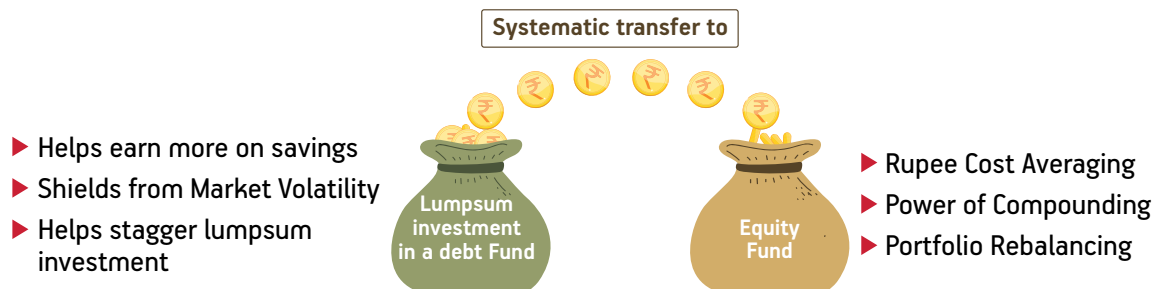 Systematic transfer to
Helps earn more on savings
Shields from Market Volatility
Helps stagger lumpsum
investment
Lumpsum
investment
in a debt Fund
Equity
Fund
Rupee Cost Averaging
Power of Compounding
Portfolio Rebalancing